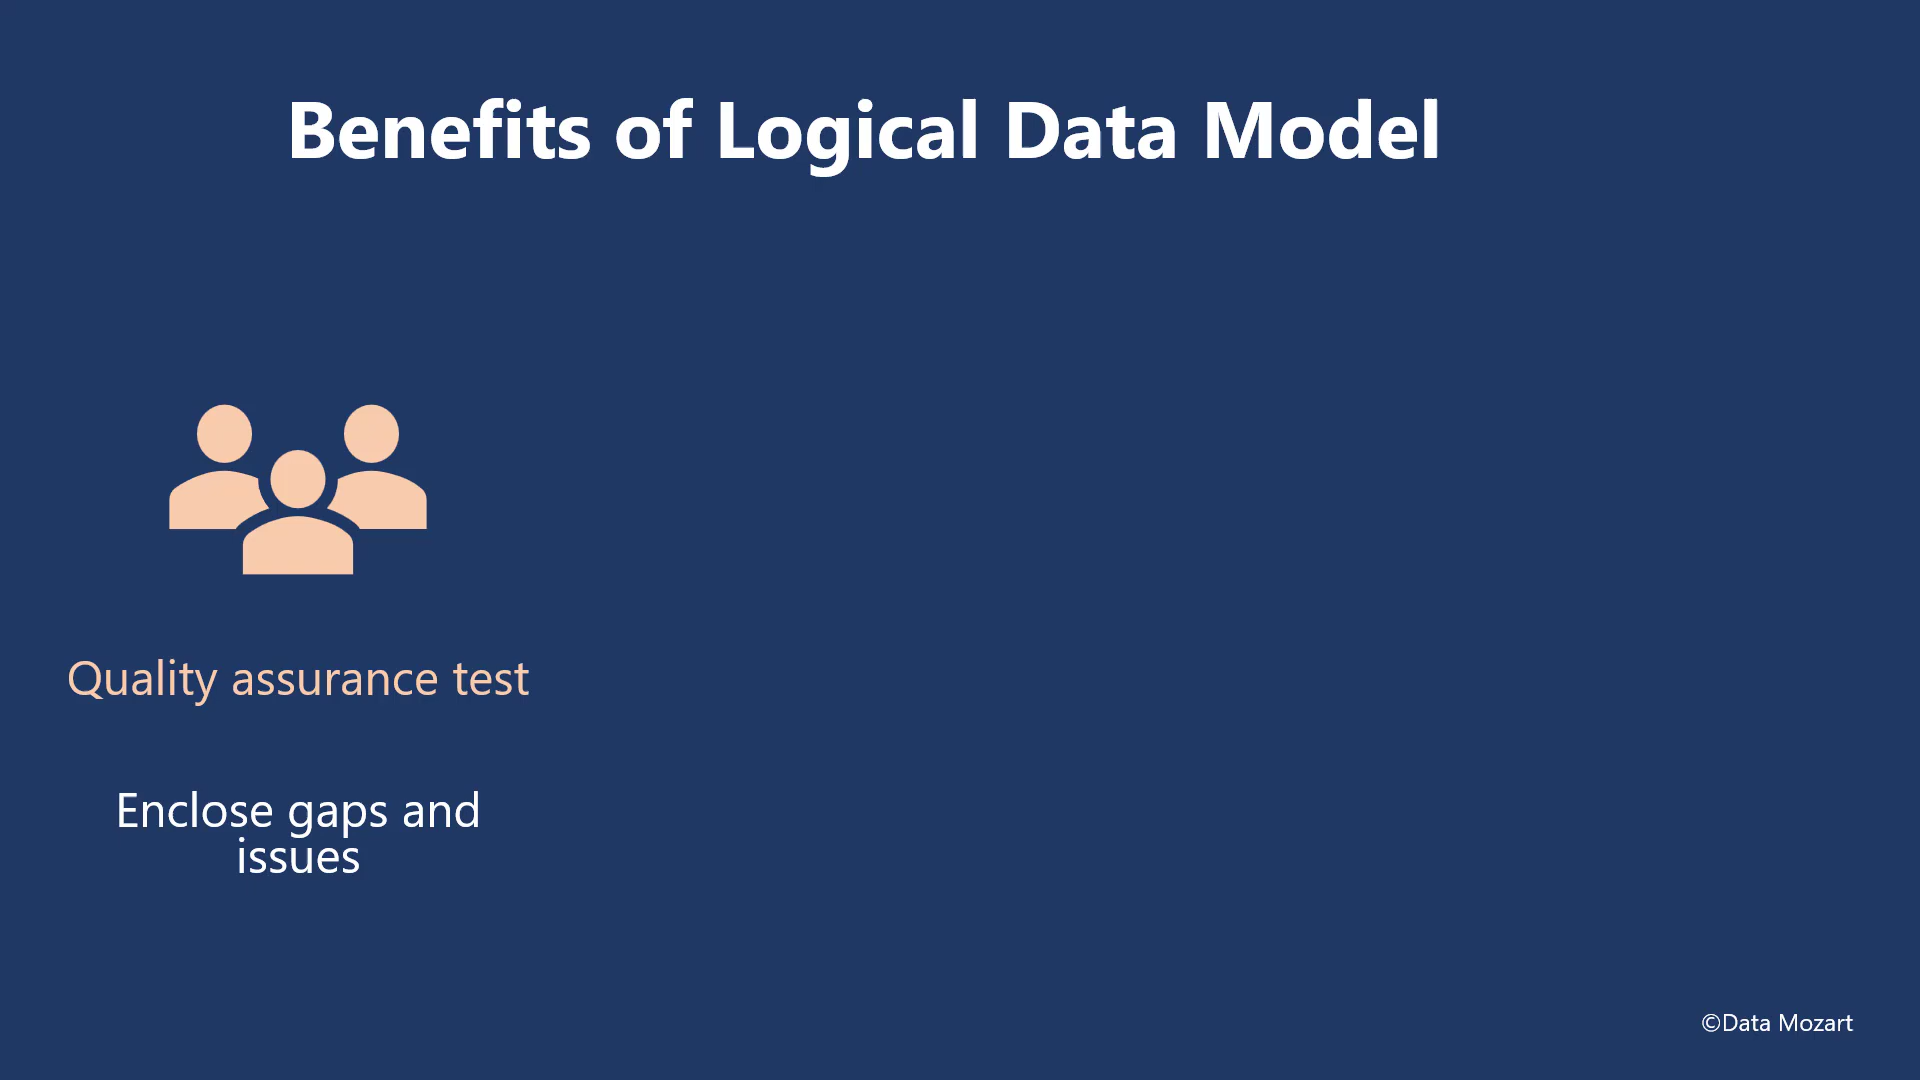 Benefits of Logical Data Model
Quality assurance test
Enclose gaps and
issues
©Data Mozart